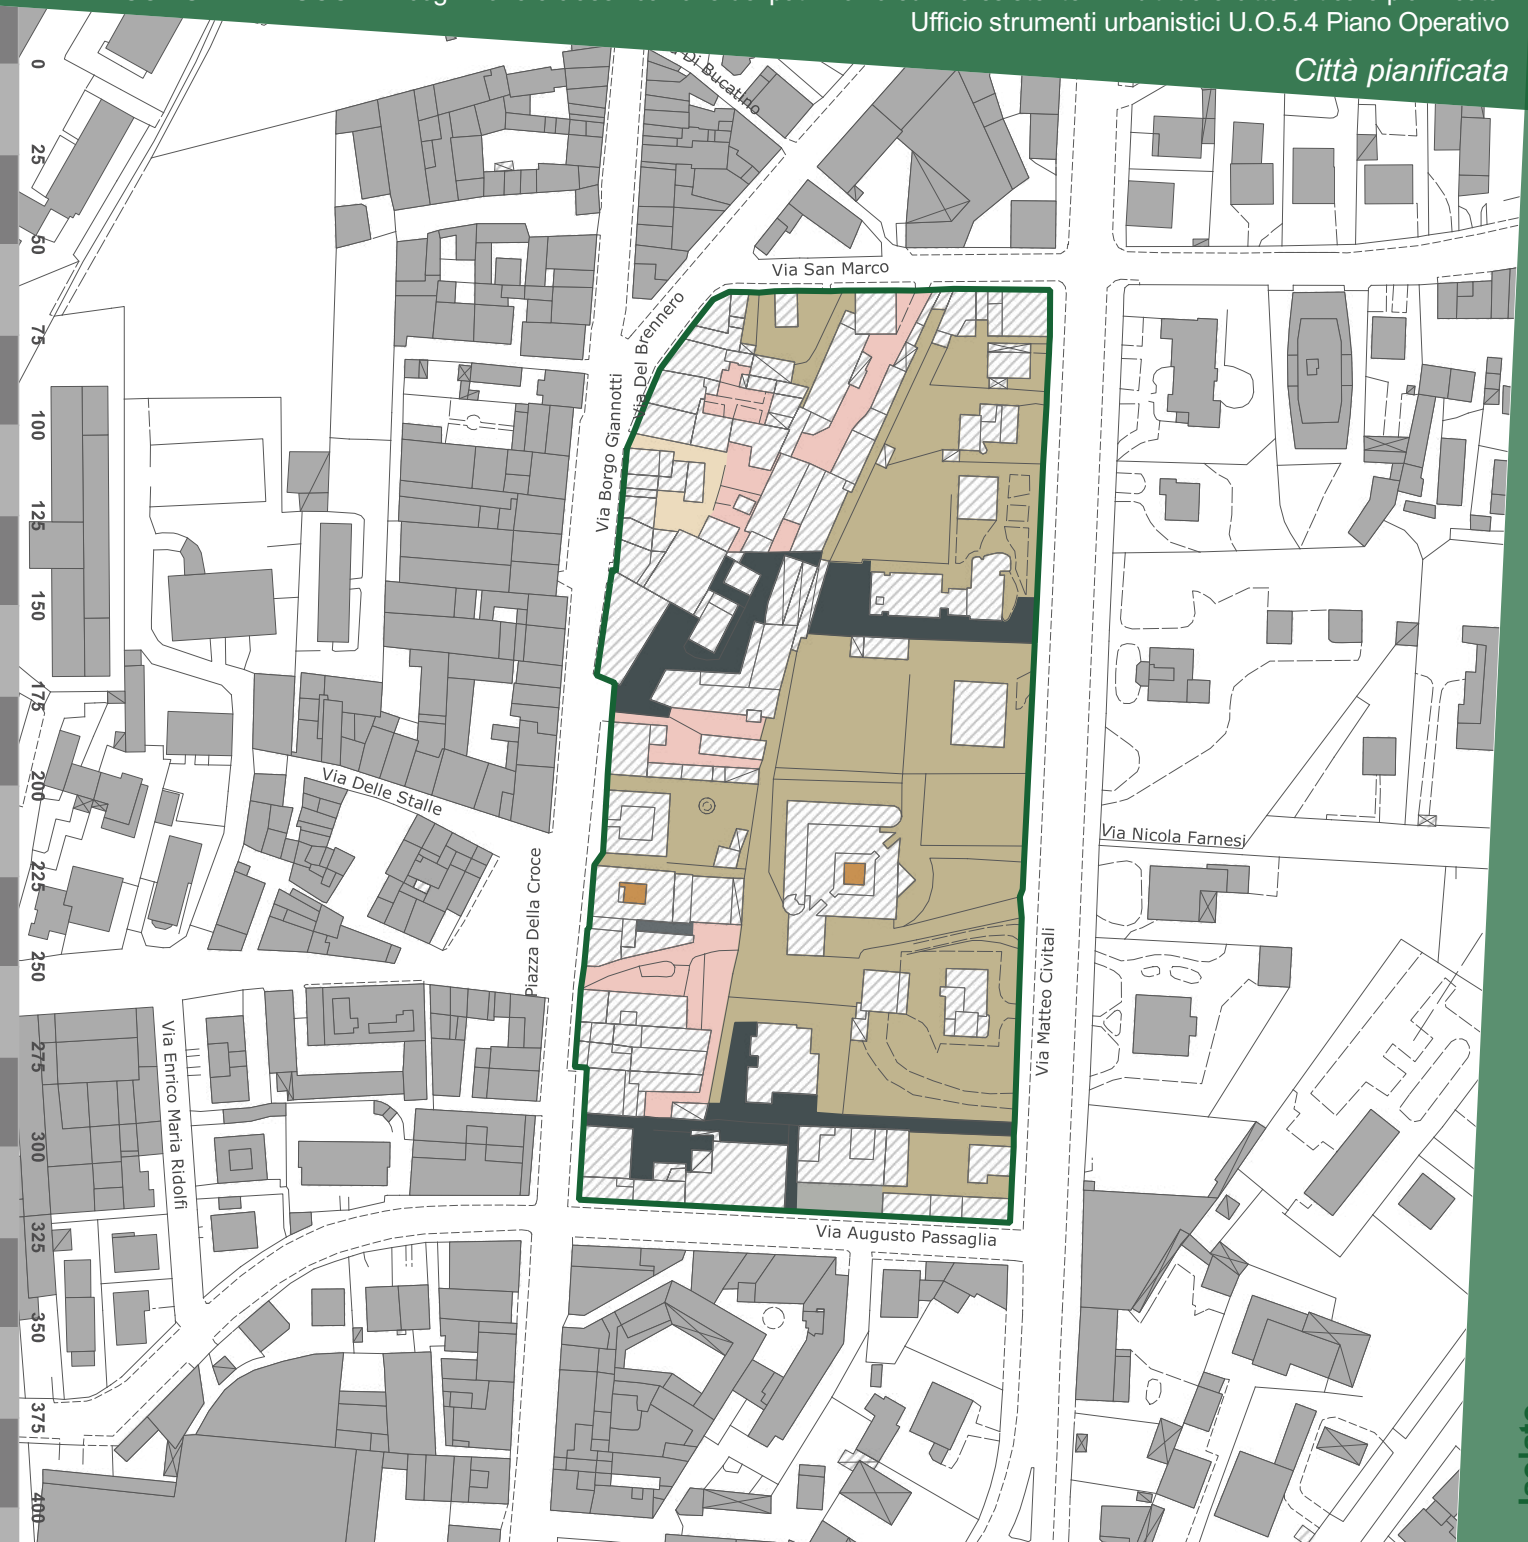 Ufficio strumenti urbanistici U.O.5.4 Piano Operativo
Città pianificata
Di Bucatino
Via San Marco
Via Del Brennero
Via Borgo Giannotti
Via Delle Stalle
Piazza Della Croce
Via Nicola Farnesi
Via Matteo Civitali
Via Enrico Maria Ridolfi
Via Augusto Passaglia
0
25
50
75
100
125
150
175
200
225
250
275
300
325
350
375
400